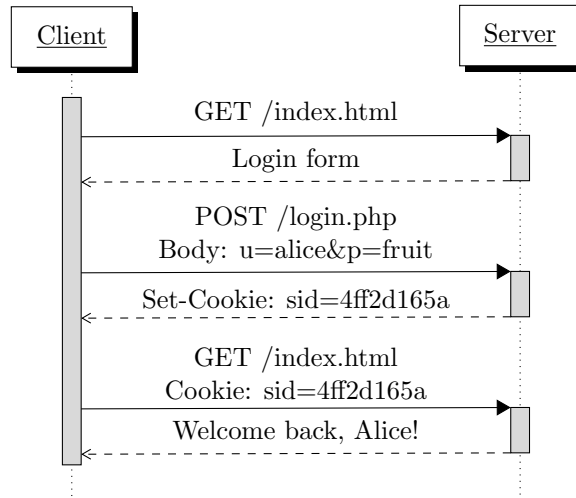 Client
Server
GET /index.html
Login form
POST /login.php
Body: u=alice&p=fruit
Set-Cookie: sid=4ff2d165a
GET /index.html
Cookie: sid=4ff2d165a
Welcome back, Alice!